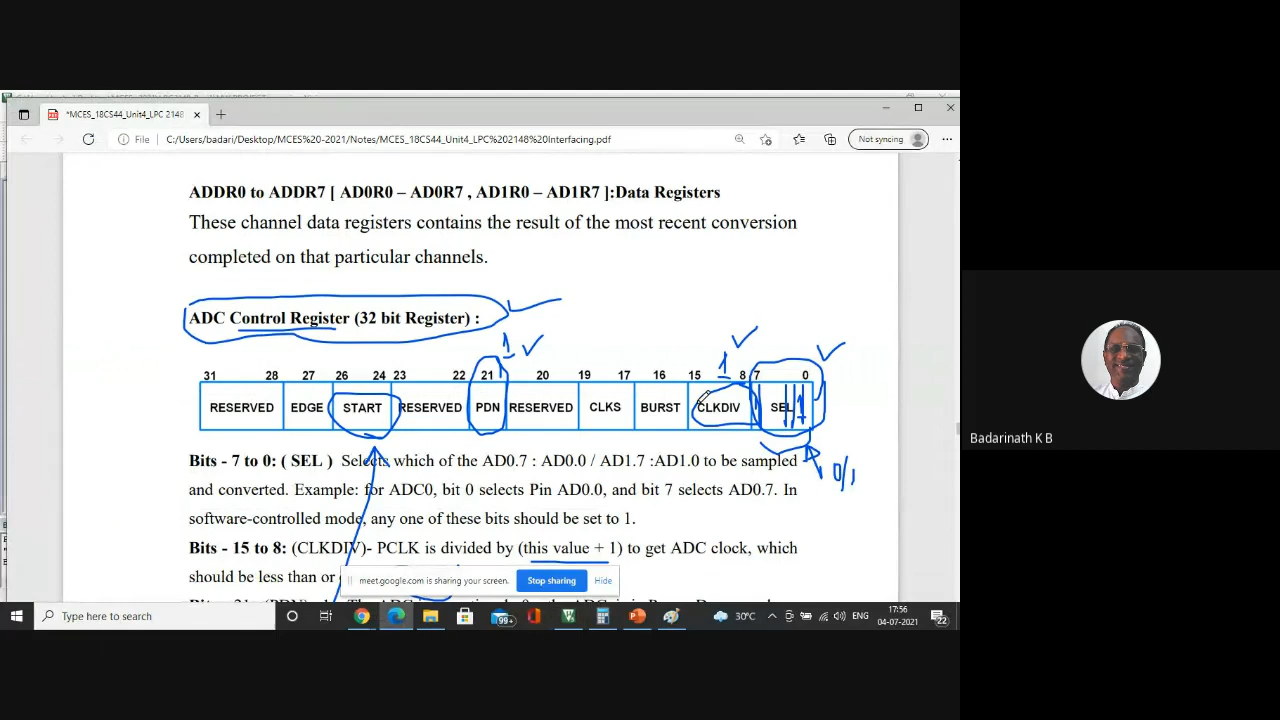 *MCES_18CS44_Unit4_LPC 2148
File C:/Users/badari/Desktop/MCES%20-2021/Notes/MCES_18CS44_Unit4_LPC%202148%20Interfacing.pdf
Not syncing
ADDR0 to ADDR7 [ AD0R0 – AD0R7 , AD1R0 – AD1R7 ]:Data Registers
These channel data registers contains the result of the most recent conversion
completed on that particular channels.
ADC Control Register (32 bit Register) :
1 1
31 28 27 26 24 23 22 21 20 19 17 16 15 8 7 0
RESERVED EDGE START RESERVED PDN RESERVED CLKS BURST CLKDIV SEL
0/1
Bits - 7 to 0: ( SEL ) Selects which of the AD0.7 : AD0.0 / AD1.7 :AD1.0 to be sampled
and converted. Example: for ADC0, bit 0 selects Pin AD0.0, and bit 7 selects AD0.7. In
software-controlled mode, any one of these bits should be set to 1.
Bits - 15 to 8: (CLKDIV)- PCLK is divided by (this value + 1) to get ADC clock, which
should be less than or
meet.google.com is sharing your screen. Stop sharing Hide
Badarinath K B
Type here to search
99+
30°C
ENG
17:56
04-07-2021
22